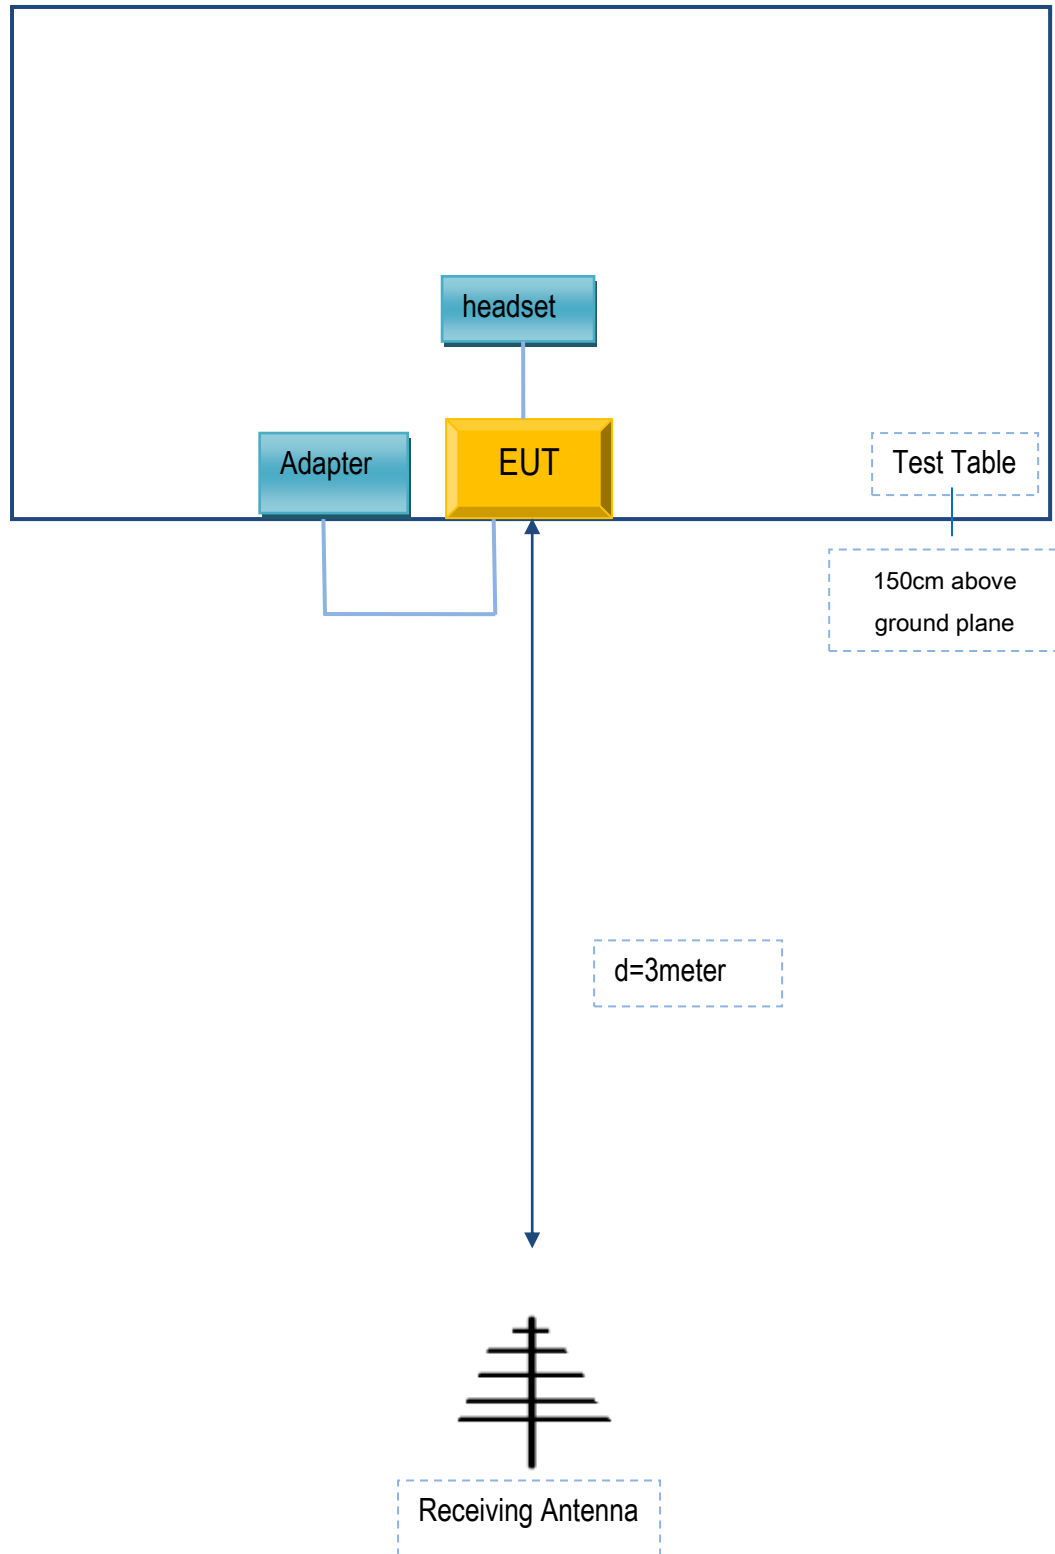 headset
Adapter
EUT
Test Table
150cm above
ground plane
d=3meter
Receiving Antenna